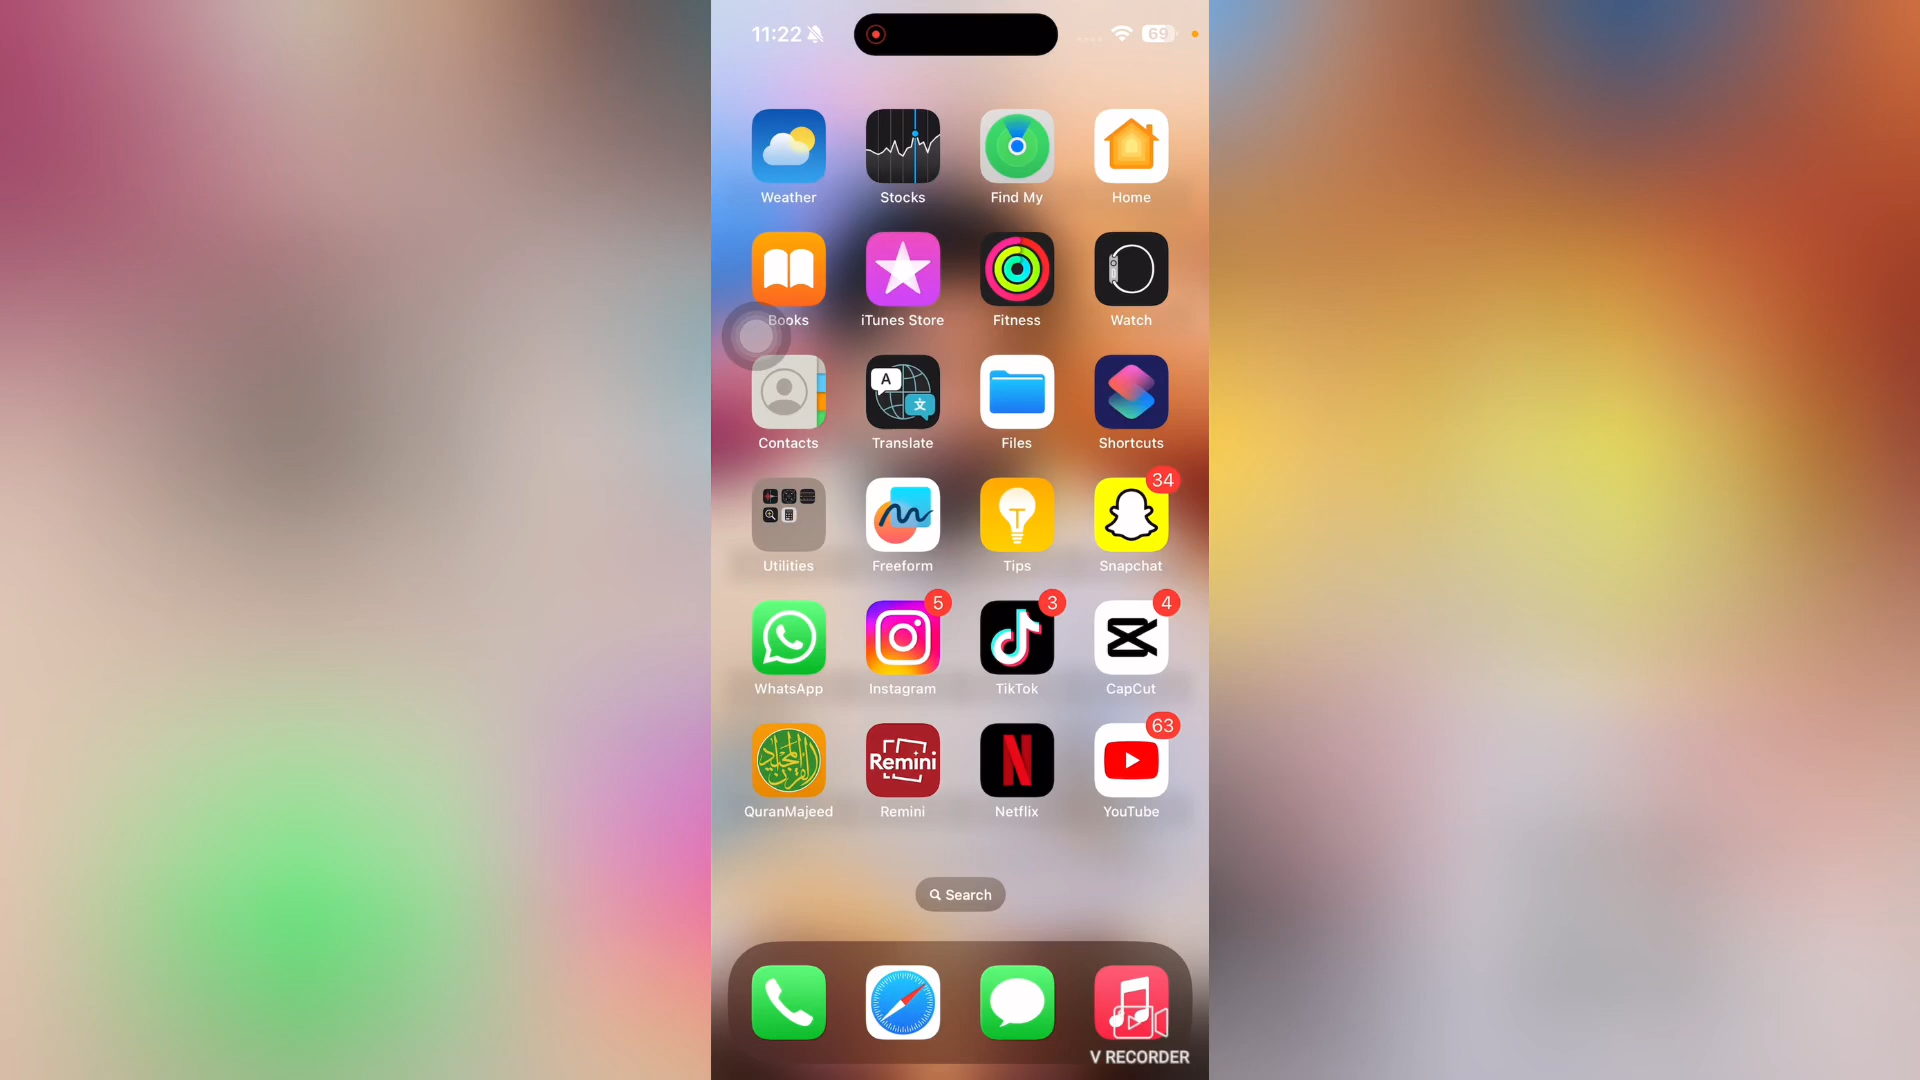 11:22
69
Weather Stocks Find My Home
Books iTunes Store Fitness Watch
A 文
Contacts Translate Files Shortcuts
34
Utilities Freeform Tips Snapchat
5 3 4
WhatsApp Instagram TikTok CapCut
63
القرآن المجيد Remini N
QuranMajeed Remini Netflix YouTube
Search
V RECORDER